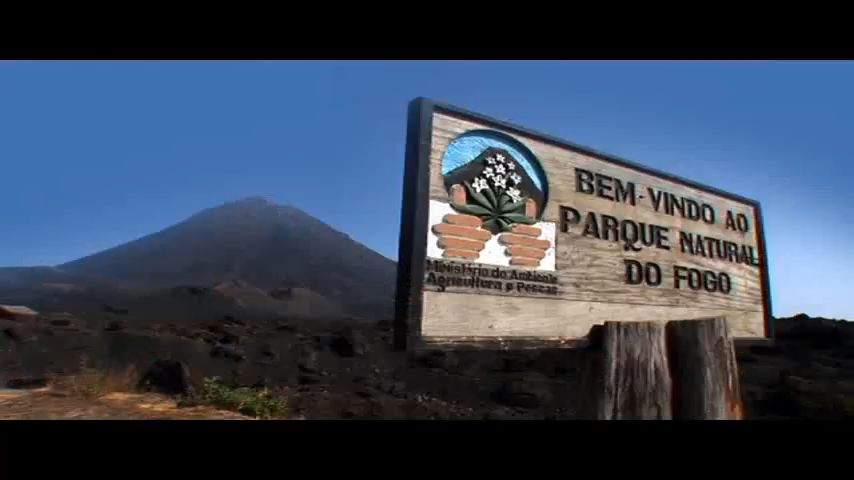 BEM-VINDO AO
PARQUE NATURAL
DO FOGO
Ministério do Ambiente
Agricultura e Pescas